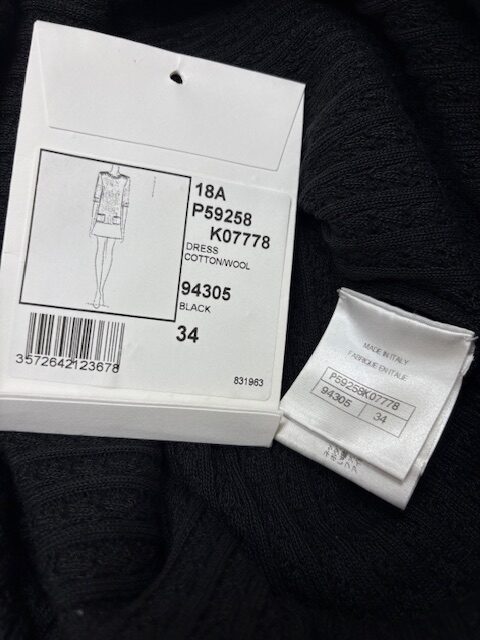 18A
P59258
K07778
DRESS
COTTON/WOOL
94305
BLACK
34
3572642123678
831963
MADE IN ITALY
FABRIQUE EN ITALIE
P59258K07778
94305 34